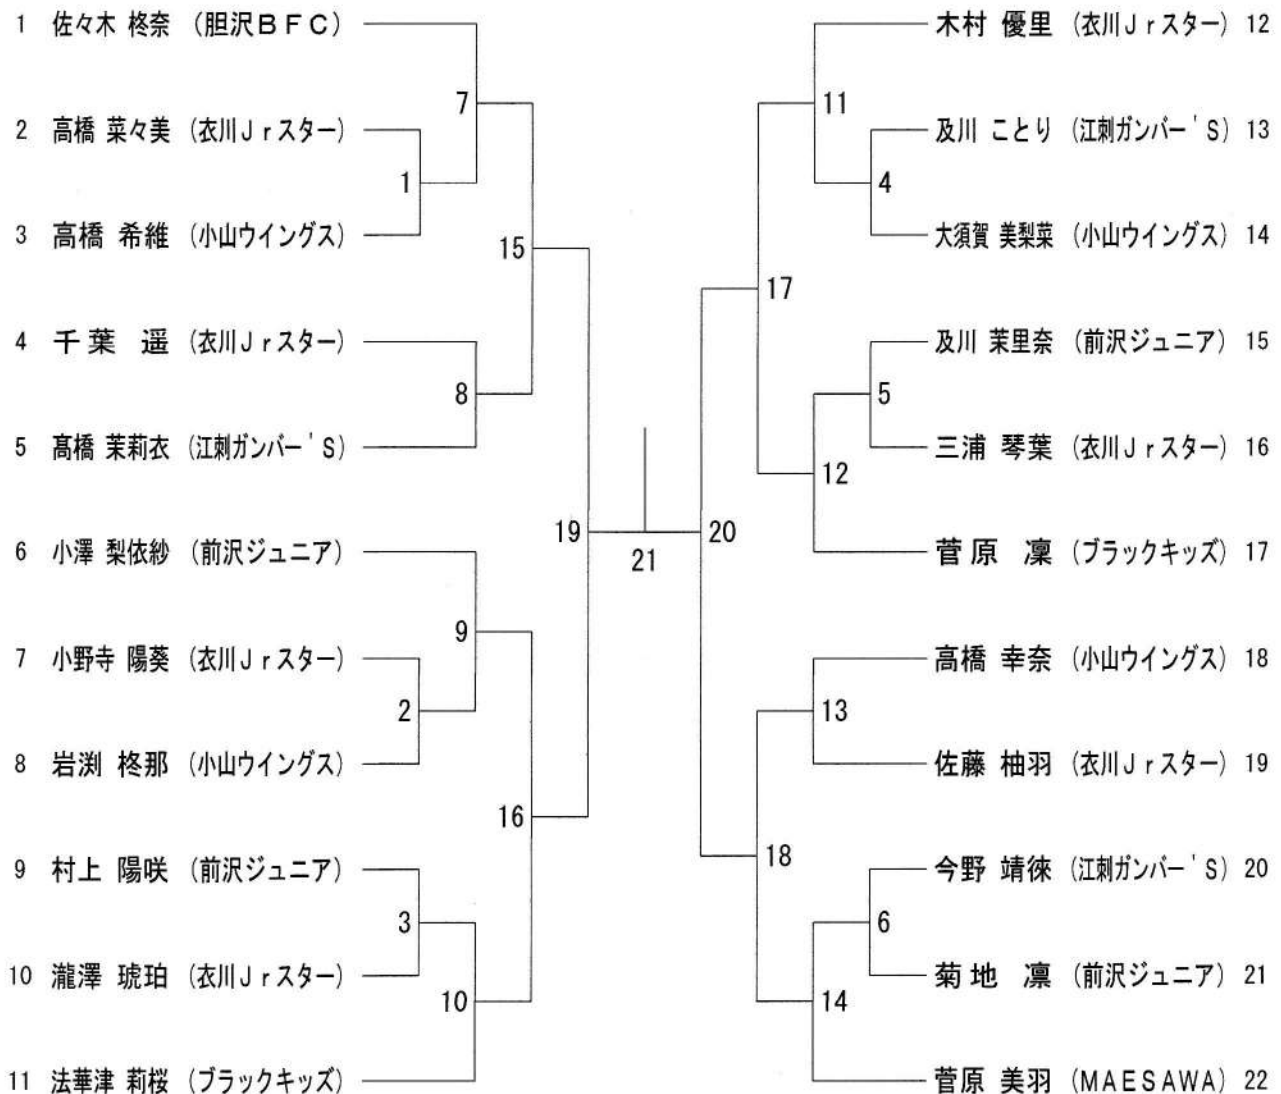 1 佐々木 柊奈 (胆沢BFC)
2 高橋 菜々美 (衣川Jrスター)
3 高橋 希維 (小山ウイングス)
4 千葉 遥 (衣川Jrスター)
5 髙橋 茉莉衣 (江刺ガンバー'S)
6 小澤 梨依紗 (前沢ジュニア)
7 小野寺 陽葵 (衣川Jrスター)
8 岩渕 柊那 (小山ウイングス)
9 村上 陽咲 (前沢ジュニア)
10 瀧澤 琥珀 (衣川Jrスター)
11 法華津 莉桜 (ブラックキッズ)
1
2
3
7
8
9
10
15
16
19
21
20
17
18
11
12
13
14
4
5
6
木村 優里 (衣川Jrスター) 12
及川 ことり (江刺ガンバー'S) 13
大須賀 美梨菜 (小山ウイングス) 14
及川 茉里奈 (前沢ジュニア) 15
三浦 琴葉 (衣川Jrスター) 16
菅原 凜 (ブラックキッズ) 17
高橋 幸奈 (小山ウイングス) 18
佐藤 柚羽 (衣川Jrスター) 19
今野 靖徠 (江刺ガンバー'S) 20
菊地 凛 (前沢ジュニア) 21
菅原 美羽 (MAESAWA) 22